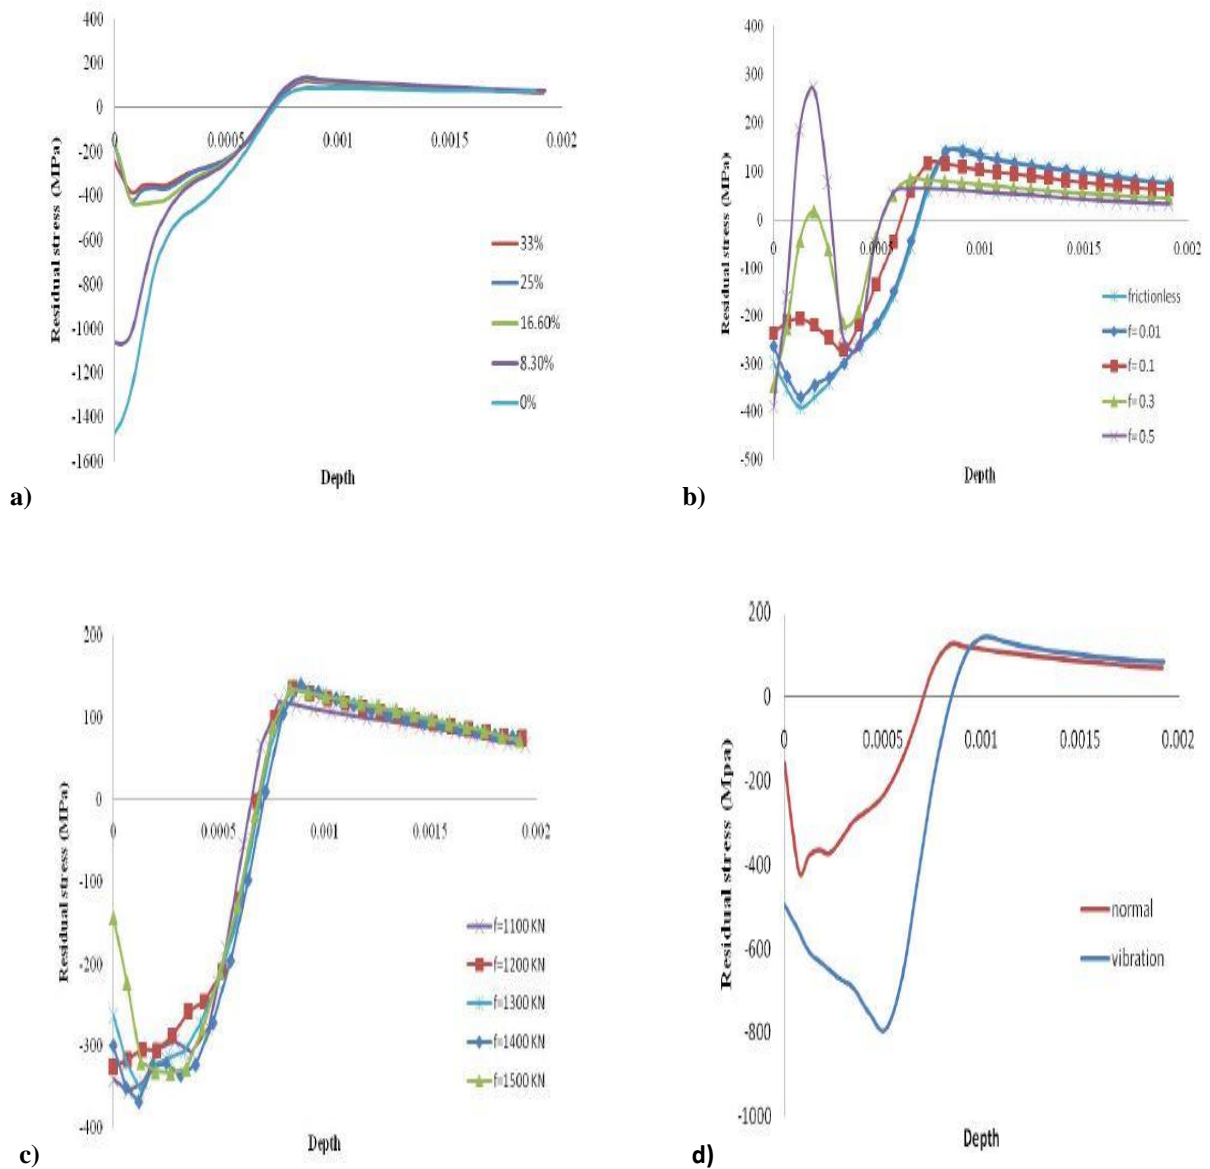 400
200
0
-200
-400
-600
-800
-1000
-1200
-1400
-1600
0
0.0005
0.001
0.0015
0.002
Residual stress (MPa)
Depth
33%
25%
16.60%
8.30%
0%
a)
400
300
200
100
0
-100
-200
-300
-400
-500
0
0.0005
0.001
0.0015
0.002
Residual stress (MPa)
Depth
frictionless
f=0.01
f=0.1
f=0.3
f=0.5
b)
200
100
0
-100
-200
-300
-400
0
0.0005
0.001
0.0015
0.002
Residual stress (MPa)
Depth
f=1100 KN
f=1200 KN
f=1300 KN
f=1400 KN
f=1500 KN
c)
200
0
-200
-400
-600
-800
-1000
0
0.0005
0.001
0.0015
0.002
Residual stress (Mpa)
Depth
normal
vibration
d)